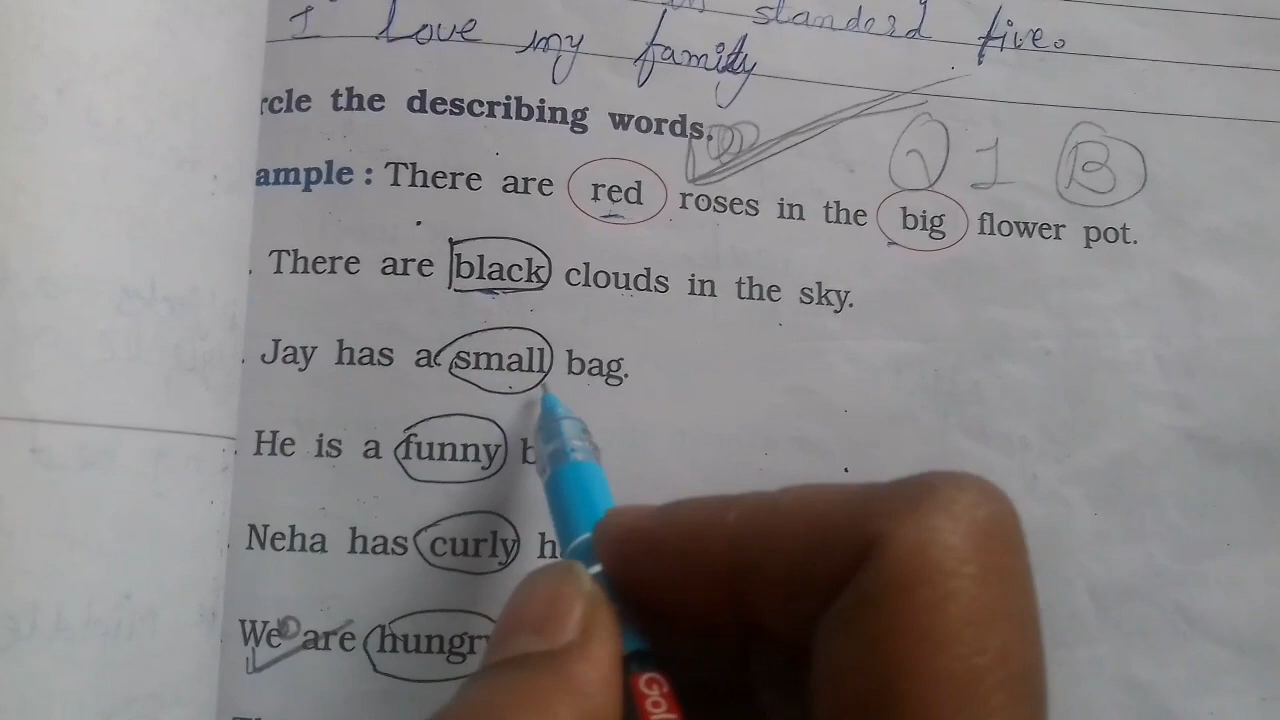 standerd five.
I love my family
rcle the describing words.
Q 1 B
ample : There are red roses in the big flower pot.
There are black clouds in the sky.
Jay has a small bag.
He is a funny b
Neha has curly h
We are hungr
Gol